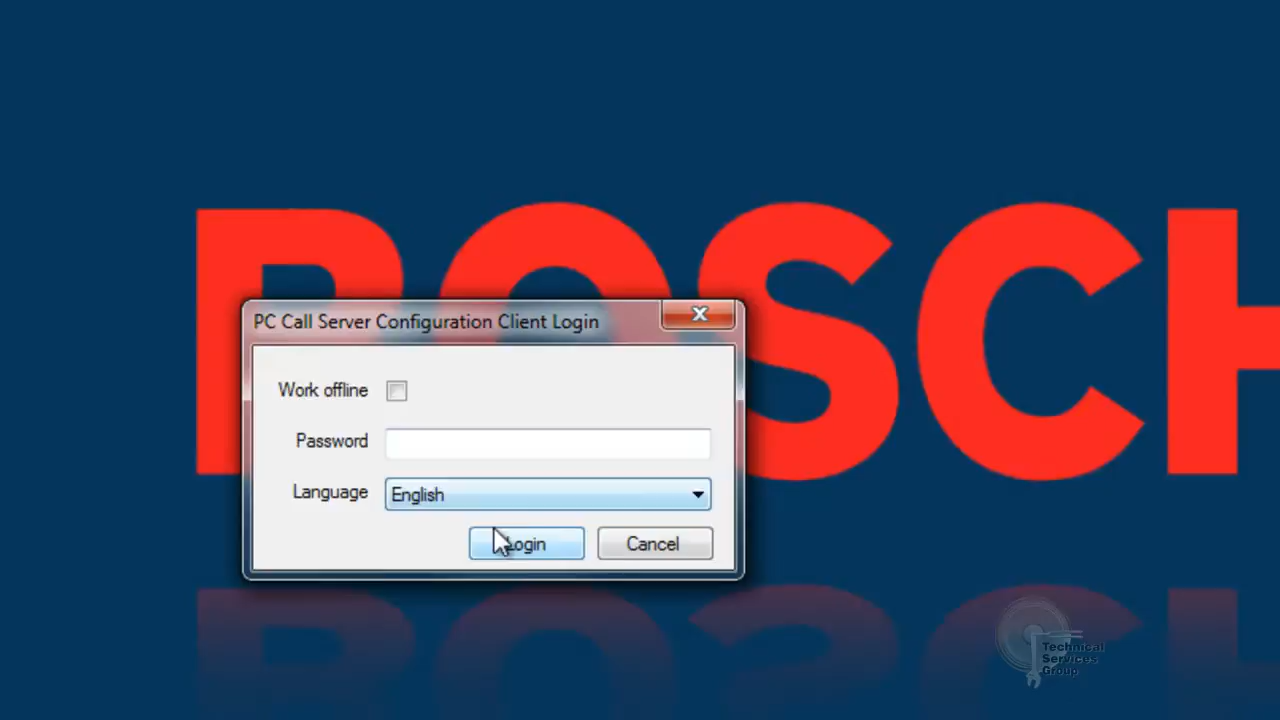 BOSCH
PC Call Server Configuration Client Login
Work offline
Password
Language English
Login Cancel
Technical
Services
Group